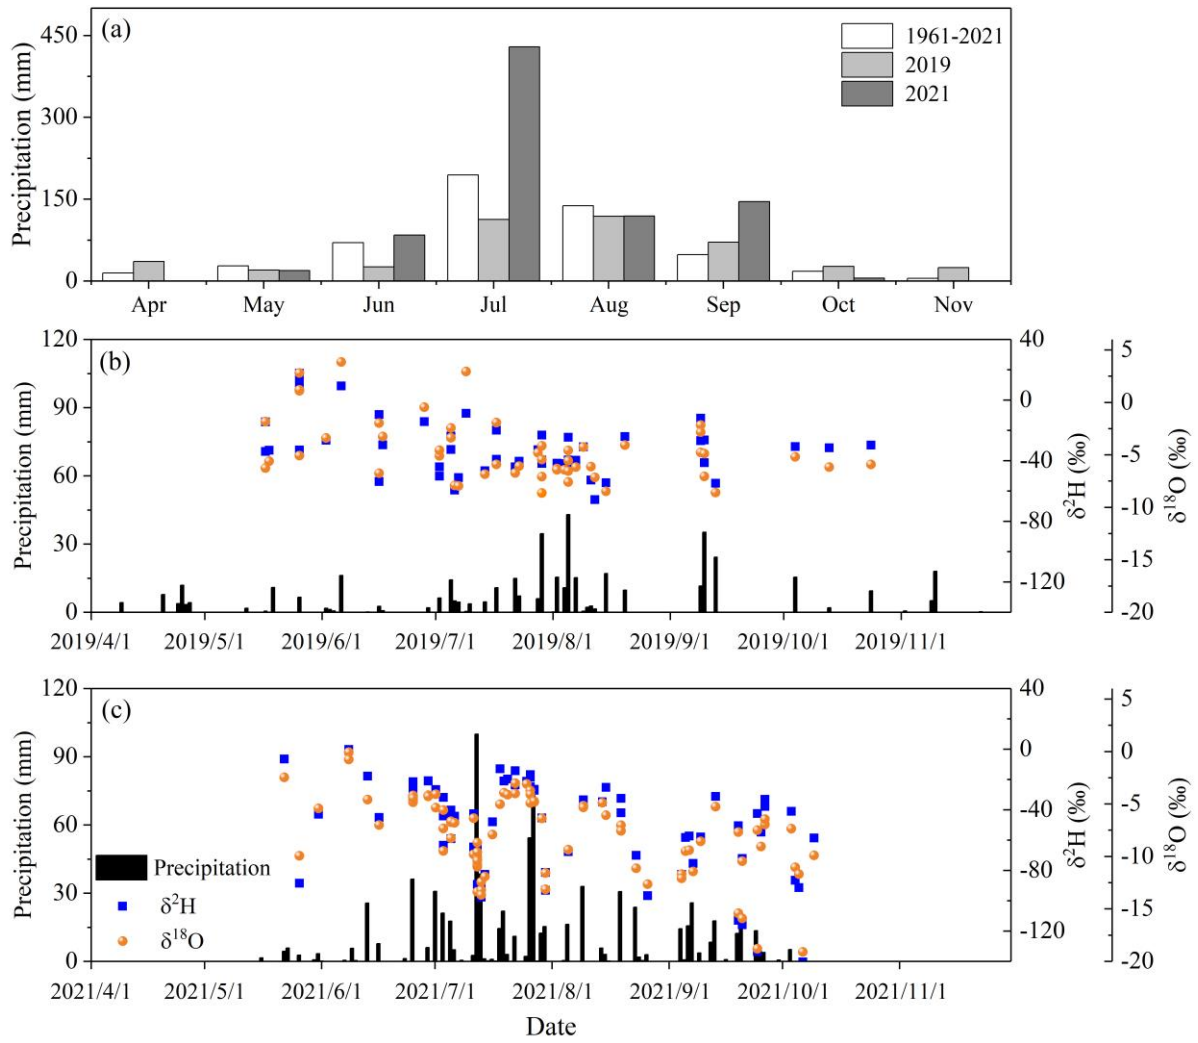 (a)
1961-2021
2019
2021
Precipitation (mm)
450
300
150
0
Apr May Jun Jul Aug Sep Oct Nov
(b)
Precipitation (mm)
120
90
60
30
0
40
0
-40
-80
-120
δ²H (‰)
5
0
-5
-10
-15
-20
δ¹⁸O (‰)
2019/4/1 2019/5/1 2019/6/1 2019/7/1 2019/8/1 2019/9/1 2019/10/1 2019/11/1
(c)
Precipitation (mm)
120
90
60
30
0
Precipitation
δ²H
δ¹⁸O
40
0
-40
-80
-120
δ²H (‰)
5
0
-5
-10
-15
-20
δ¹⁸O (‰)
2021/4/1 2021/5/1 2021/6/1 2021/7/1 2021/8/1 2021/9/1 2021/10/1 2021/11/1
Date